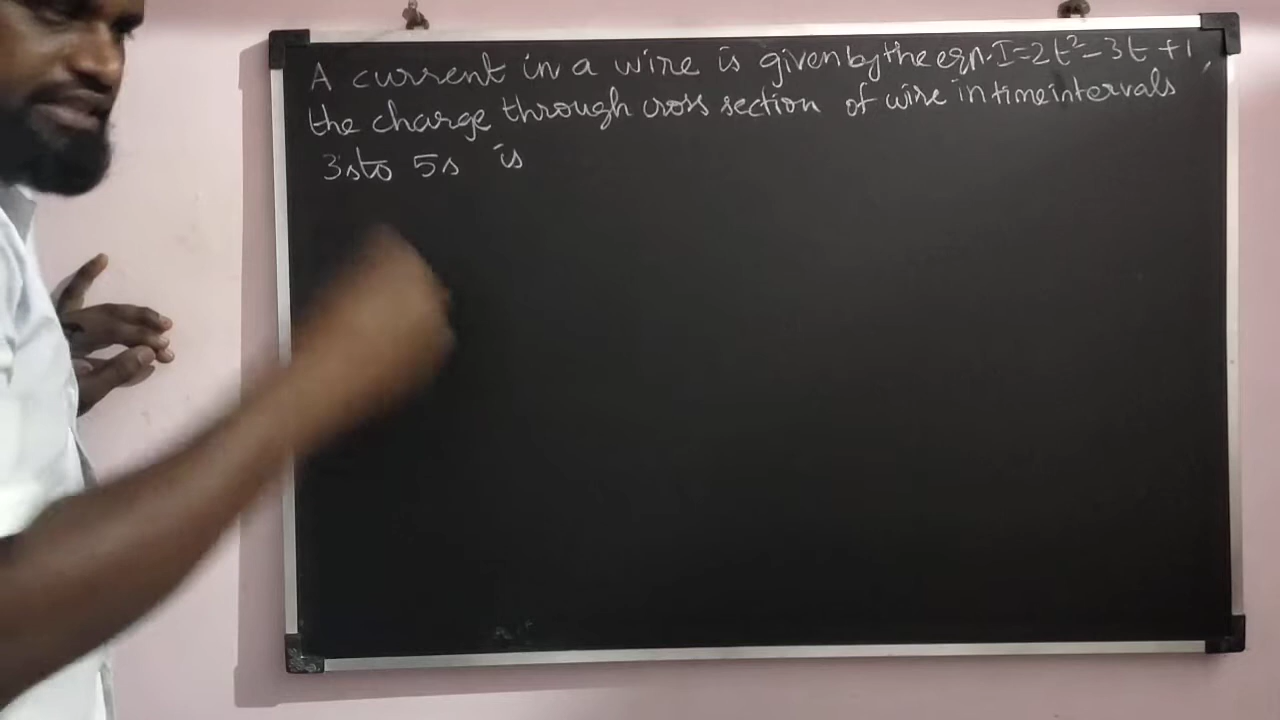 A current in a wire is given by the eqn. I=2t²-3t+1,
the charge through cross section of wire in time intervals
3s to 5s is